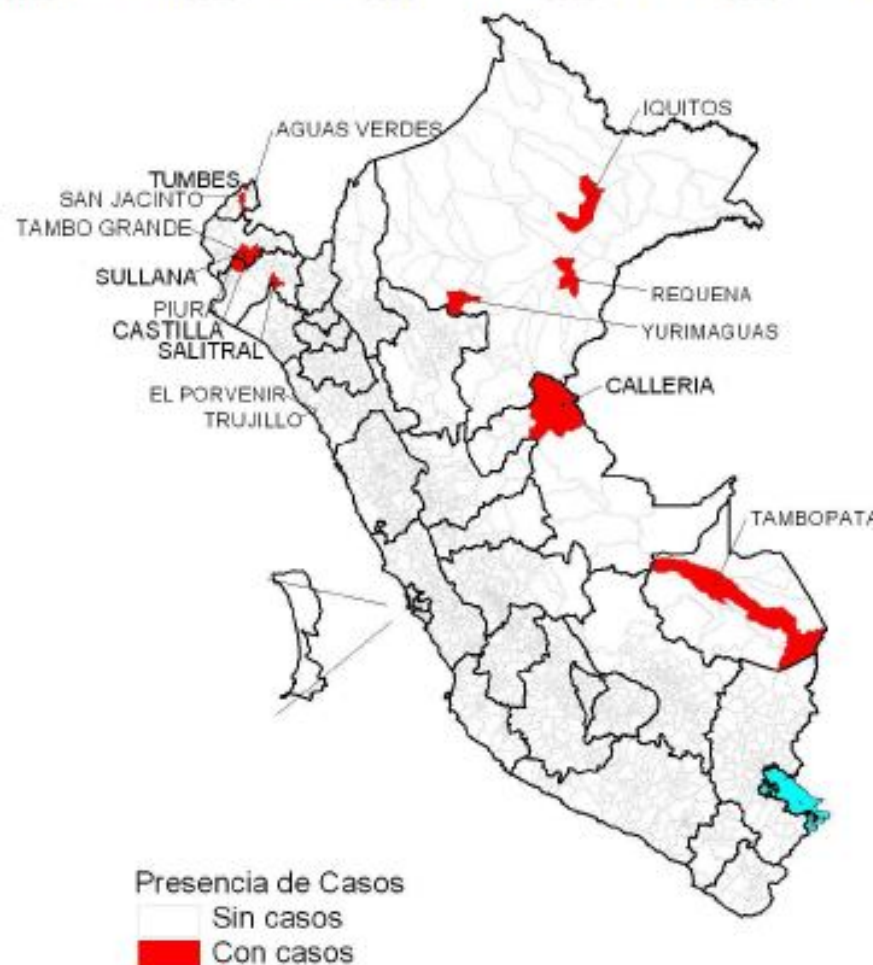 IQUITOS
AGUAS VERDES
TUMBES
SAN JACINTO
TAMBO GRANDE
SULLANA
PIURA
CASTILLA
SALITRAL
REQUENA
YURIMAGUAS
CALLERIA
EL PORVENIR
TRUJILLO
TAMBOPATA
Presencia de Casos
Sin casos
Con casos